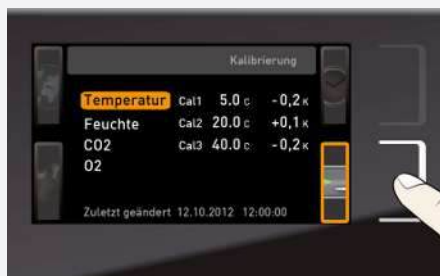 Kalibrierung
Temperatur Cal1 5.0 c -0,2 K
Feuchte Cal2 20.0 c +0,1 K
CO2 Cal3 40.0 c -0,2 K
O2
Zuletzt geändert 12.10.2012 12:00:00